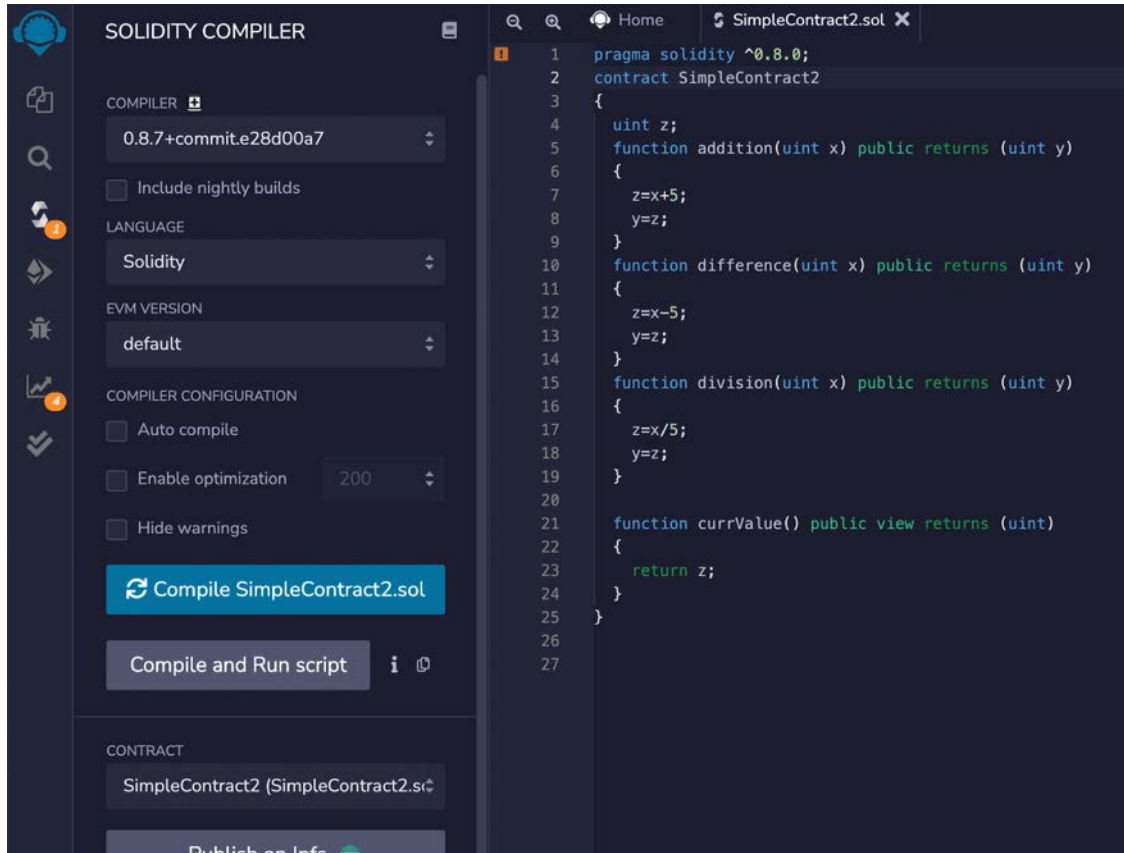 SOLIDITY COMPILER
COMPILER
0.8.7+commit.e28d00a7
Include nightly builds
LANGUAGE
Solidity
EVM VERSION
default
COMPILER CONFIGURATION
Auto compile
Enable optimization 200
Hide warnings
Compile SimpleContract2.sol
Compile and Run script i
CONTRACT
SimpleContract2 (SimpleContract2.s
Publish on Ipfs
1
4
Home SimpleContract2.sol
1 pragma solidity ^0.8.0;
2 contract SimpleContract2
3 {
4 uint z;
5 function addition(uint x) public returns (uint y)
6 {
7 z=x+5;
8 y=z;
9 }
10 function difference(uint x) public returns (uint y)
11 {
12 z=x-5;
13 y=z;
14 }
15 function division(uint x) public returns (uint y)
16 {
17 z=x/5;
18 y=z;
19 }
20
21 function currValue() public view returns (uint)
22 {
23 return z;
24 }
25 }
26
27